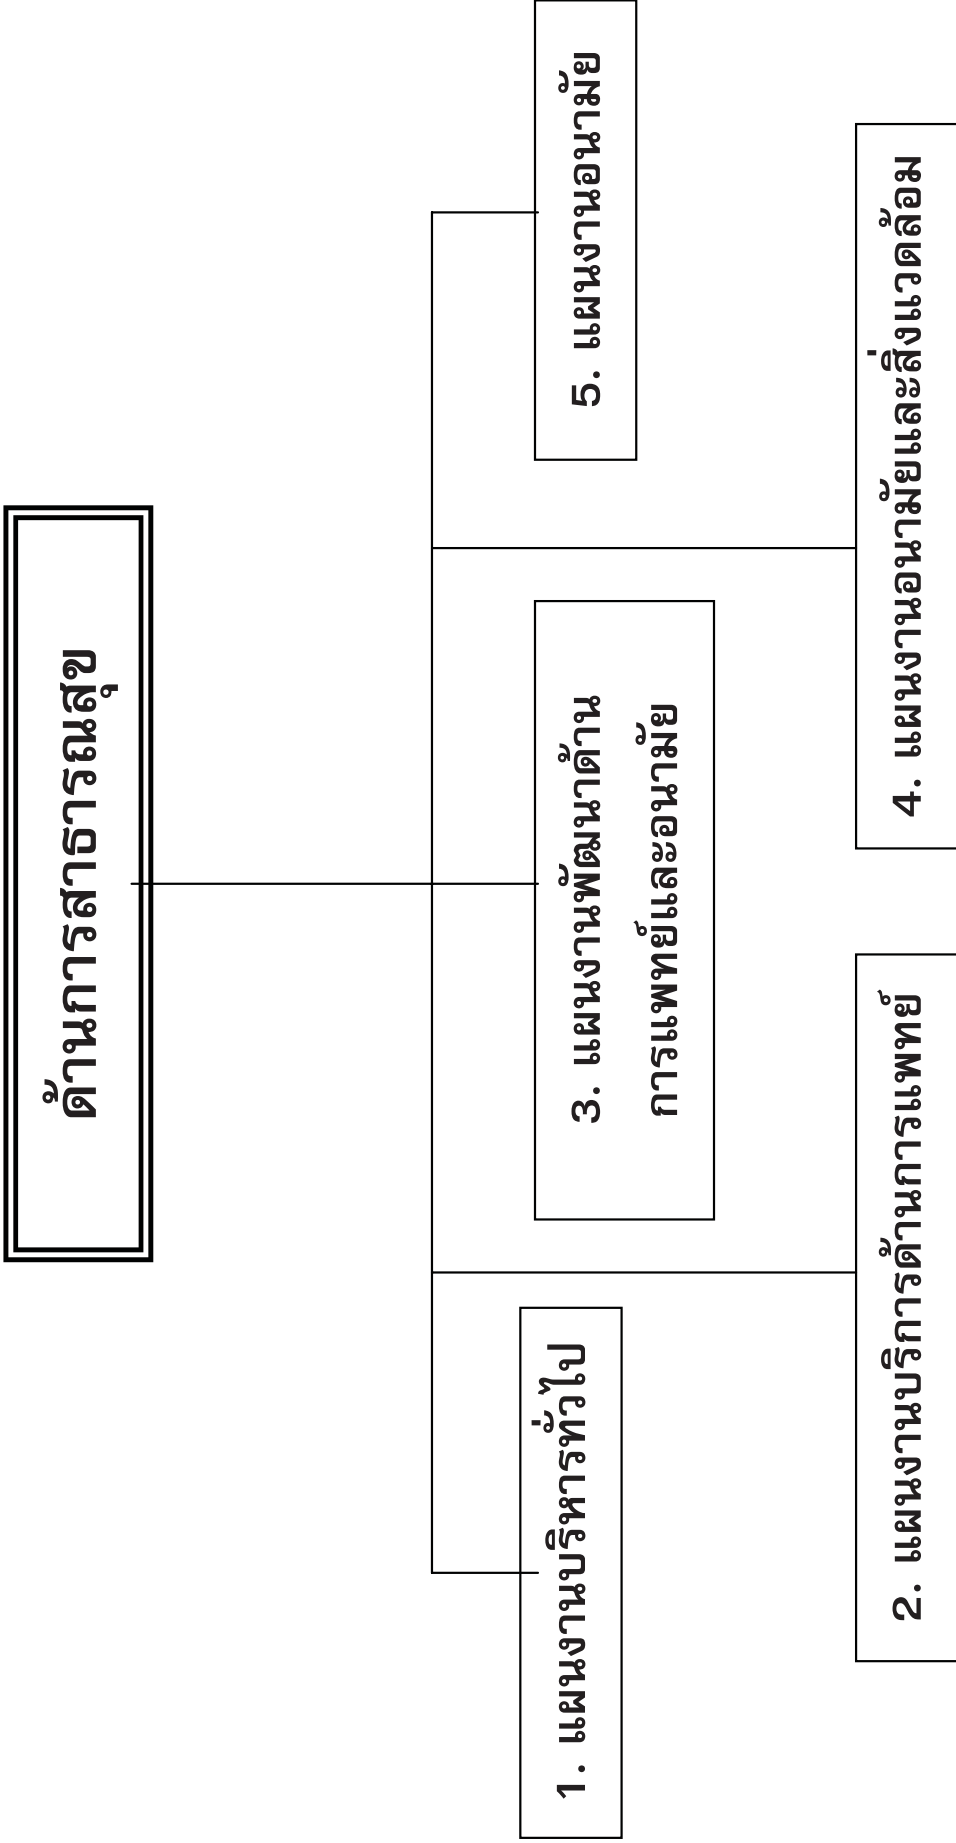 ด้านการสาธารณสุข
1. แผนงานบริหารทั่วไป
2. แผนงานบริการด้านการแพทย์
3. แผนงานพัฒนาด้าน
การแพทย์และอนามัย
4. แผนงานอนามัยและสิ่งแวดล้อม
5. แผนงานอนามัย